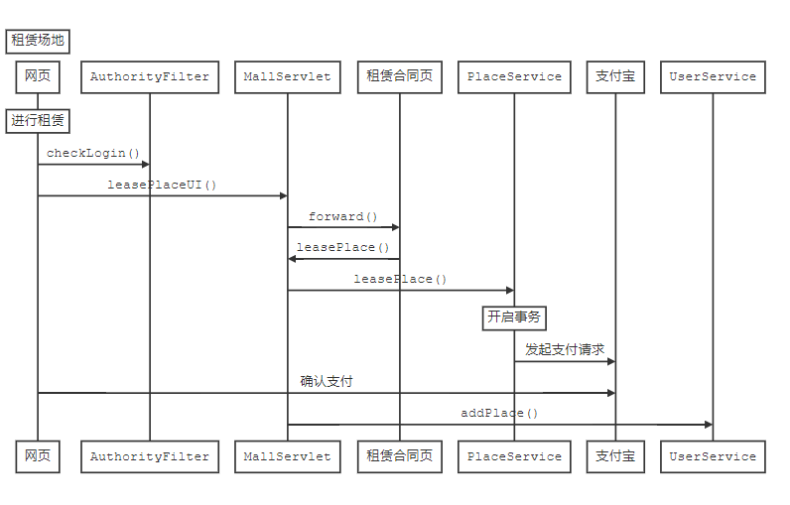 租赁场地
网页 AuthorityFilter MallServlet 租赁合同页 PlaceService 支付宝 UserService
进行租赁
checkLogin()
leasePlaceUI()
forward()
leasePlace()
leasePlace()
开启事务
发起支付请求
确认支付
addPlace()
网页 AuthorityFilter MallServlet 租赁合同页 PlaceService 支付宝 UserService